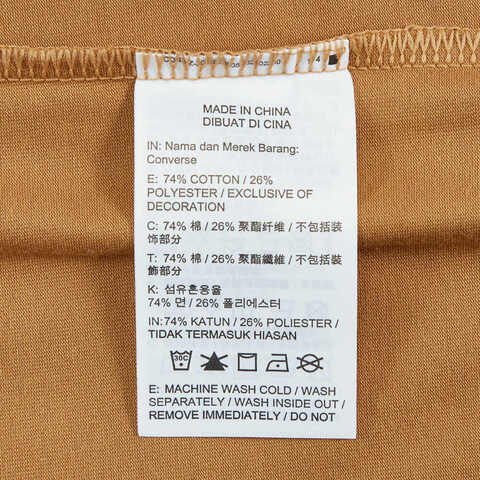 MADE IN CHINA
DIBUAT DI CINA
IN: Nama dan Merek Barang:
Converse
E: 74% COTTON / 26%
POLYESTER / EXCLUSIVE OF
DECORATION
C: 74% 棉 / 26% 聚酯纤维 / 不包括装
饰部分
T: 74% 棉 / 26% 聚酯纖維 / 不包括裝
飾部分
K: 섬유혼용율
74% 면 / 26% 폴리에스터
IN: 74% KATUN / 26% POLIESTER /
TIDAK TERMASUK HIASAN
30C
E: MACHINE WASH COLD / WASH
SEPARATELY / WASH INSIDE OUT /
REMOVE IMMEDIATELY / DO NOT